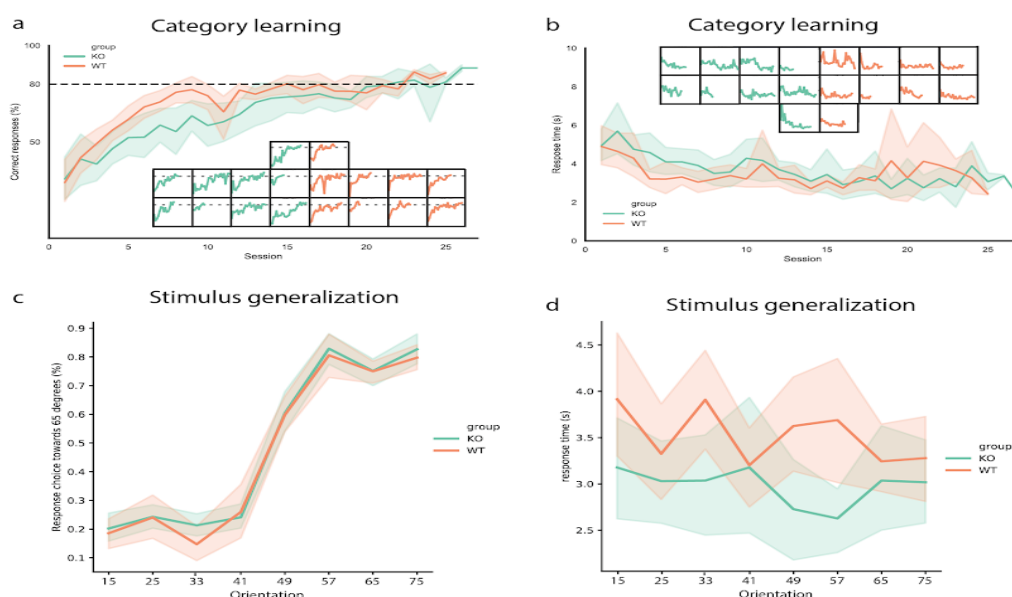 a
Category learning
group
KO
WT
100
80
50
Correct responses (%)
0
5
10
15
20
25
Session
b
Category learning
10
8
6
4
2
0
Respose time (s)
group
KO
WT
0
5
10
15
20
25
Session
c
Stimulus generalization
0.9
0.8
0.7
0.6
0.5
0.4
0.3
0.2
0.1
Response choice towards 65 degrees (%)
group
KO
WT
15
25
33
41
49
57
65
75
Orientation
d
Stimulus generalization
4.5
4.0
3.5
3.0
2.5
response time (s)
group
KO
WT
15
25
33
41
49
57
65
75
Orientation